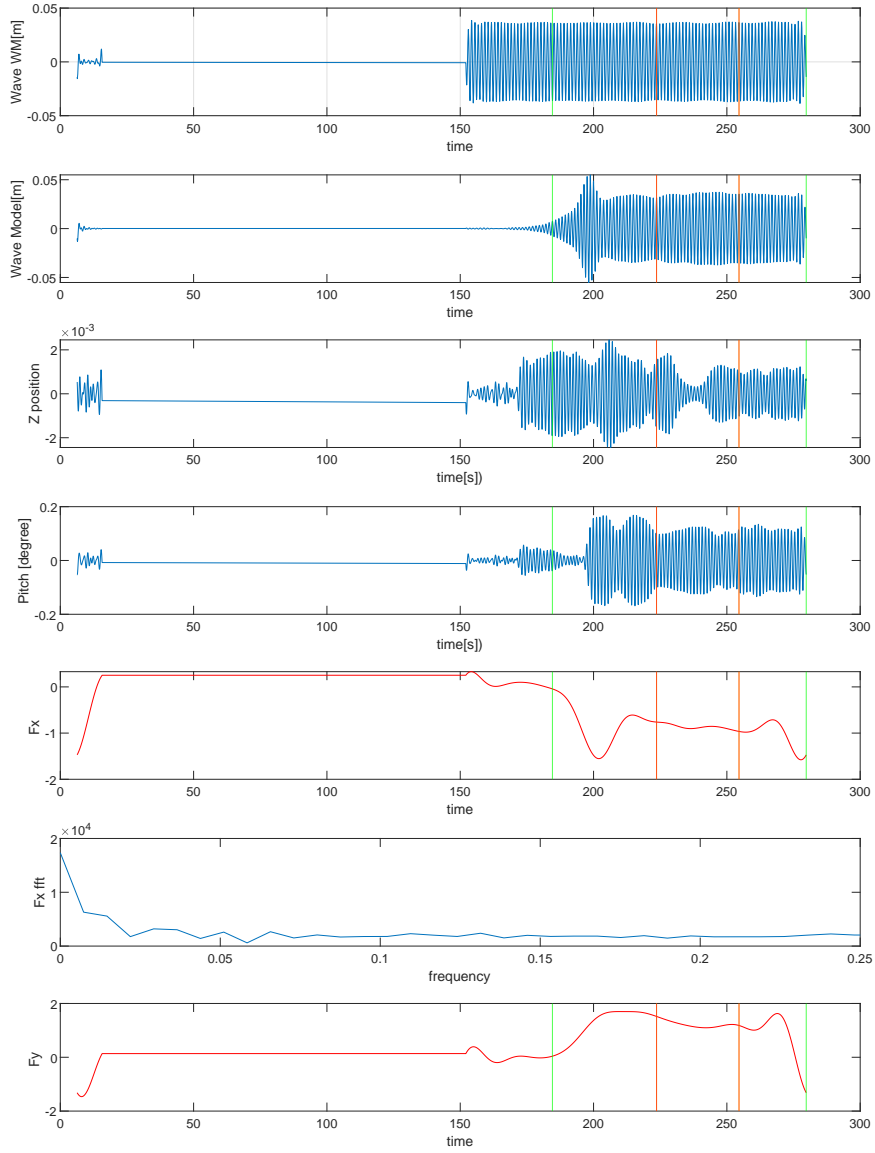 0.05
0
-0.05
Wave WM[m]
0 50 100 150 200 250 300
time
0.05
0
-0.05
Wave Model[m]
0 50 100 150 200 250 300
time
×10⁻³
2
0
-2
Z position
0 50 100 150 200 250 300
time[s])
0.2
0
-0.2
Pitch [degree]
0 50 100 150 200 250 300
time[s])
0
-1
-2
Fx
0 50 100 150 200 250 300
time
×10⁴
2
1
0
Fx fft
0 0.05 0.1 0.15 0.2 0.25
frequency
2
0
-2
Fy
0 50 100 150 200 250 300
time